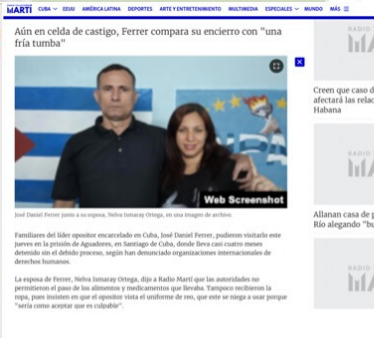 MARTÍ
CUBA EEUU AMÉRICA LATINA DEPORTES ARTE Y ENTRETENIMIENTO MULTIMEDIA ESPECIALES MUNDO MÁS
Aún en celda de castigo, Ferrer compara su encierro con "una
fría tumba"
Web Screenshot
José Daniel Ferrer junto a su esposa, Nelva Ismaray Ortega, en una imagen de archivo.
Familiares del líder opositor encarcelado en Cuba, José Daniel Ferrer, pudieron visitarlo este
jueves en la prisión de Aguadores, en Santiago de Cuba, donde lleva casi cuatro meses
detenido sin el debido proceso, según han denunciado organizaciones internacionales de
derechos humanos.
La esposa de Ferrer, Nelva Ismaray Ortega, dijo a Radio Martí que las autoridades no
permitieron el paso de los alimentos y medicamentos que llevaba. Tampoco recibieron la
ropa, pues insisten en que el opositor vista el uniforme de reo, que este se niega a usar porque
"sería como aceptar que es culpable".
RADIO
Creen que caso d
afectará las relac
Habana
RADIO
Allanan casa de p
Río alegando "bu
RADIO